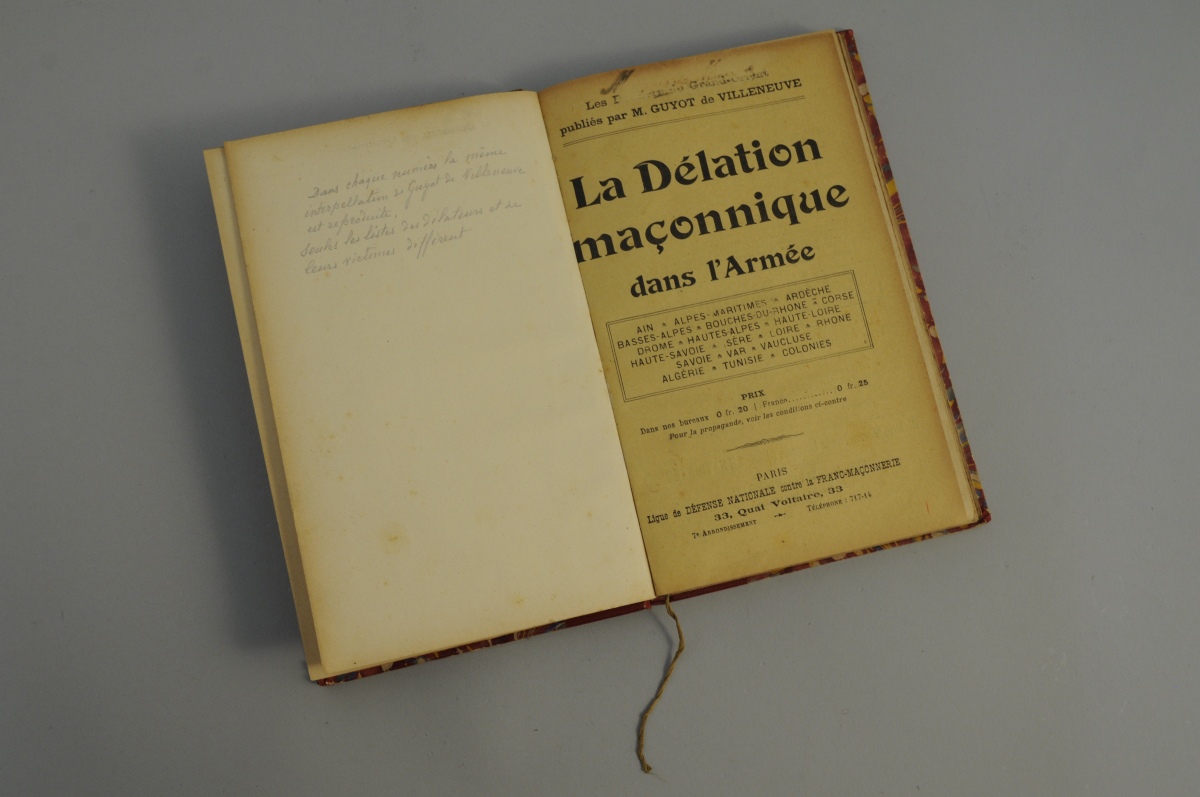 Dans chaque numéro la même
interpellation de Guyot de Villeneuve
est reproduite,
seules les listes des délateurs et de
leurs victimes diffèrent
Les
publiés par M. GUYOT de VILLENEUVE
La Délation
maçonnique
dans l'Armée
AIN * ALPES-MARITIMES * ARDÈCHE
BASSES-ALPES * BOUCHES-DU-RHONE * CORSE
DROME * HAUTES-ALPES * HAUTE-LOIRE
HAUTE-SAVOIE * ISÈRE * LOIRE * RHONE
SAVOIE * VAR * VAUCLUSE
ALGÉRIE * TUNISIE * COLONIES
PRIX
Dans nos bureaux 0 fr. 20 | Franco............ 0 fr. 25
Pour la propagande, voir les conditions ci-contre
PARIS
Ligue de DÉFENSE NATIONALE contre la FRANC-MAÇONNERIE
33, Quai Voltaire, 33
7e ARRONDISSEMENT TÉLÉPHONE : 717-14